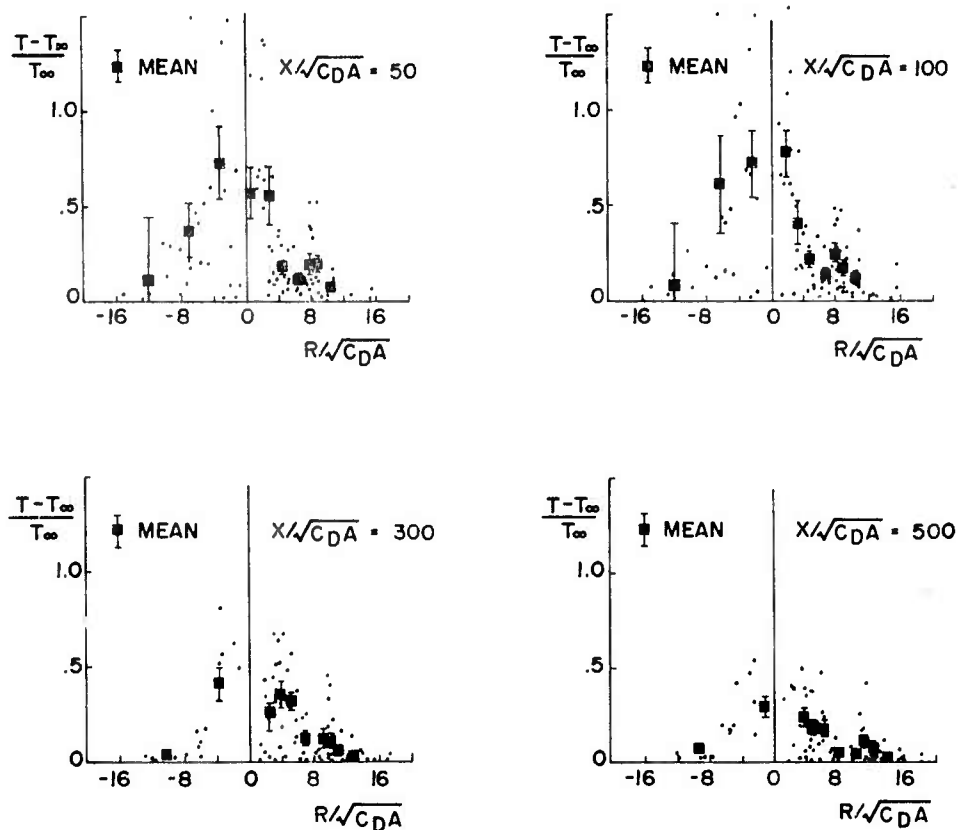 T-T∞
T∞
MEAN
X/√CDA = 50
1.0
.5
0
-16 -8 0 8 16
R/√CDA
T-T∞
T∞
MEAN
X/√CDA = 100
1.0
.5
0
-16 -8 0 8 16
R/√CDA
T-T∞
T∞
MEAN
X/√CDA = 300
1.0
.5
0
-16 -8 0 8 16
R/√CDA
T-T∞
T∞
MEAN
X/√CDA = 500
1.0
.5
0
-16 -8 0 8 16
R/√CDA